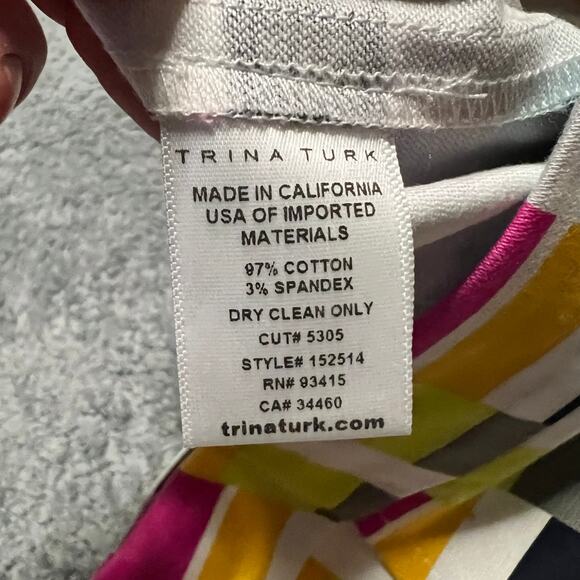 TRINA TURK
MADE IN CALIFORNIA
USA OF IMPORTED
MATERIALS
97% COTTON
3% SPANDEX
DRY CLEAN ONLY
CUT# 5305
STYLE# 152514
RN# 93415
CA# 34460
trinaturk.com